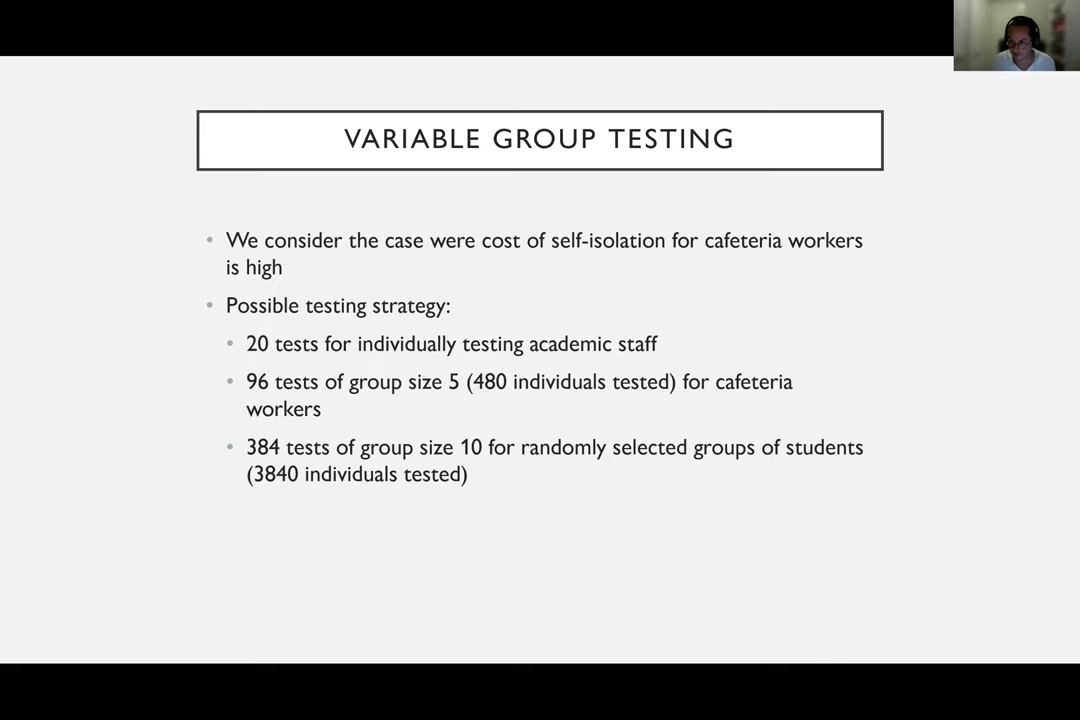 VARIABLE GROUP TESTING
• We consider the case were cost of self-isolation for cafeteria workers
is high
• Possible testing strategy:
• 20 tests for individually testing academic staff
• 96 tests of group size 5 (480 individuals tested) for cafeteria
workers
• 384 tests of group size 10 for randomly selected groups of students
(3840 individuals tested)